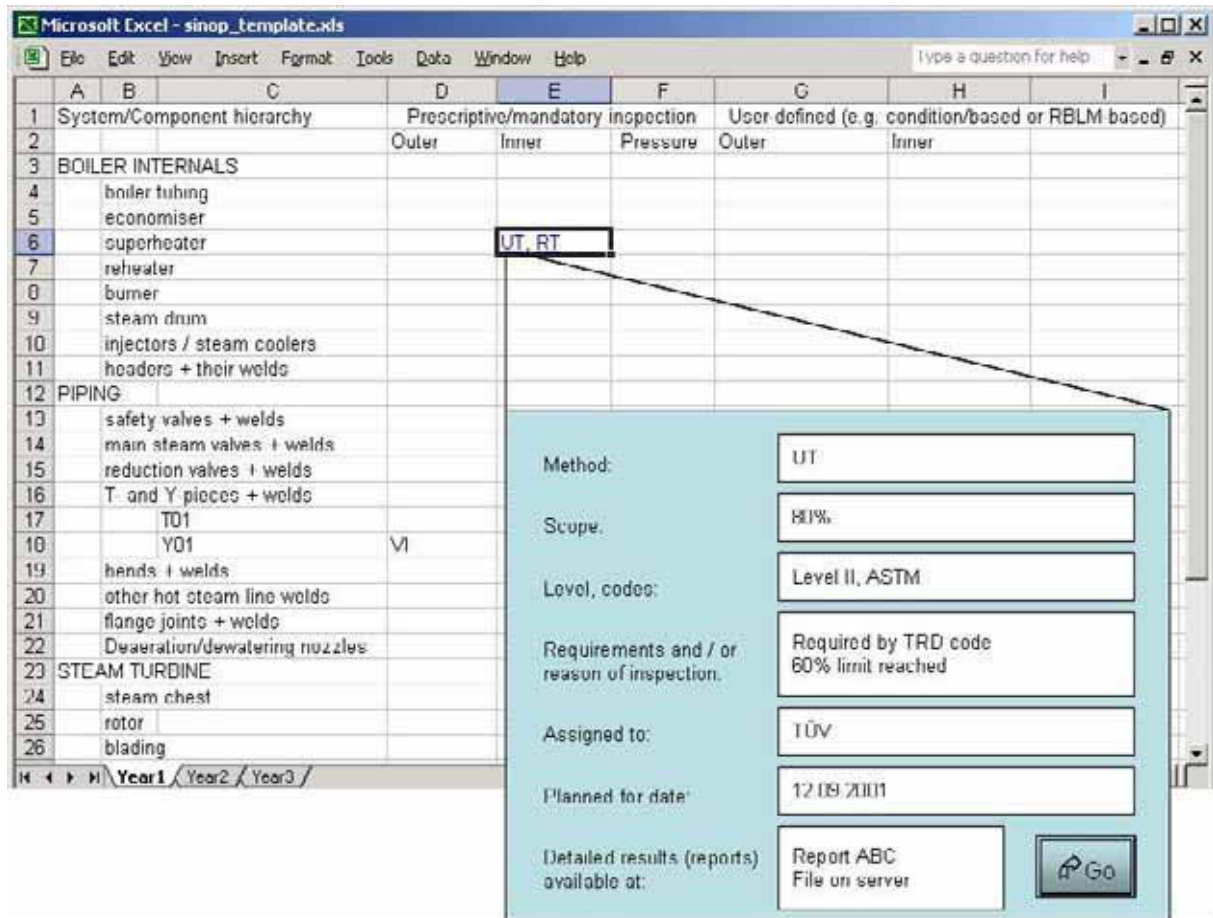 Microsoft Excel - sinop_template.xls
File Edit View Insert Format Tools Data Window Help Type a question for help
A B C D E F G H I
1 System/Component hierarchy Prescriptive/mandatory inspection User defined (e.g. condition/based or RBLM-based)
2 Outer Inner Pressure Outer Inner
3 BOILER INTERNALS
4 boiler tubing
5 economiser
6 superheater UT, RT
7 reheater
8 burner
9 steam drum
10 injectors / steam coolers
11 headers + their welds
12 PIPING
13 safety valves + welds
14 main steam valves + welds
15 reduction valves + welds
16 T- and Y-pieces + welds
17 T01
18 Y01 VI
19 bends + welds
20 other hot steam line welds
21 flange joints + welds
22 Deaeration/dewatering nozzles
23 STEAM TURBINE
24 steam chest
25 rotor
26 blading
Year1 / Year2 / Year3 /
Method: UT
Scope: 80%
Level, codes: Level II, ASTM
Requirements and / or
reason of inspection:
Required by TRD code
60% limit reached
Assigned to: TÜV
Planned for date: 12.09.2001
Detailed results (reports)
available at:
Report ABC
File on server
Go